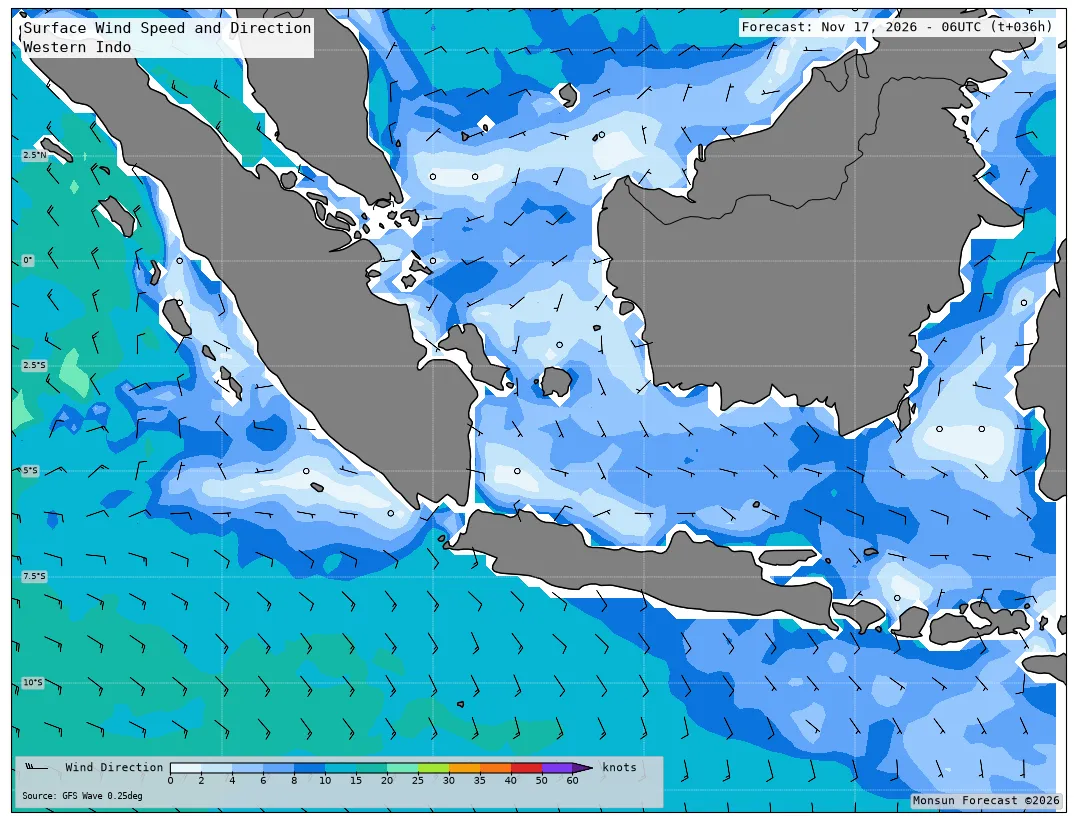 Surface Wind Speed and Direction
Western Indo
Forecast: Nov 17, 2026 - 06UTC (t+036h)
2.5°N
0°
2.5°S
5°S
7.5°S
10°S
Wind Direction
0 2 4 6 8 10 15 20 25 30 40 50 60
knots
Source: GFS Wave 0.25deg
Monsun Forecast ©2026